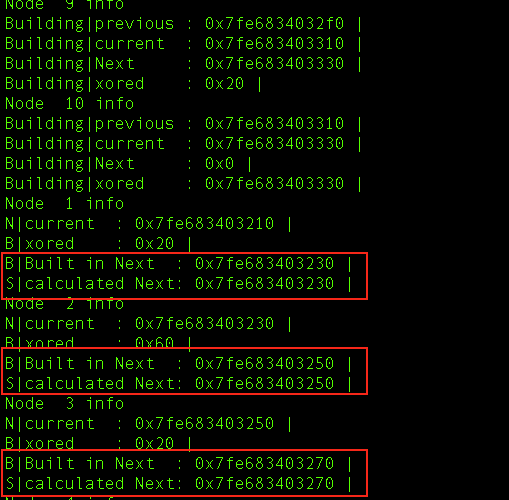 Node  9 info
Building|previous : 0x7fe6834032f0 |
Building|current  : 0x7fe683403310 |
Building|Next     : 0x7fe683403330 |
Building|xored    : 0x20 |
Node  10 info
Building|previous : 0x7fe683403310 |
Building|current  : 0x7fe683403330 |
Building|Next     : 0x0 |
Building|xored    : 0x7fe683403330 |
Node  1 info
N|current  : 0x7fe683403210 |
B|xored    : 0x20 |
B|Built in Next  : 0x7fe683403230 |
S|calculated Next: 0x7fe683403230 |
Node  2 info
N|current  : 0x7fe683403230 |
B|xored    : 0x60 |
B|Built in Next  : 0x7fe683403250 |
S|calculated Next: 0x7fe683403250 |
Node  3 info
N|current  : 0x7fe683403250 |
B|xored    : 0x20 |
B|Built in Next  : 0x7fe683403270 |
S|calculated Next: 0x7fe683403270 |